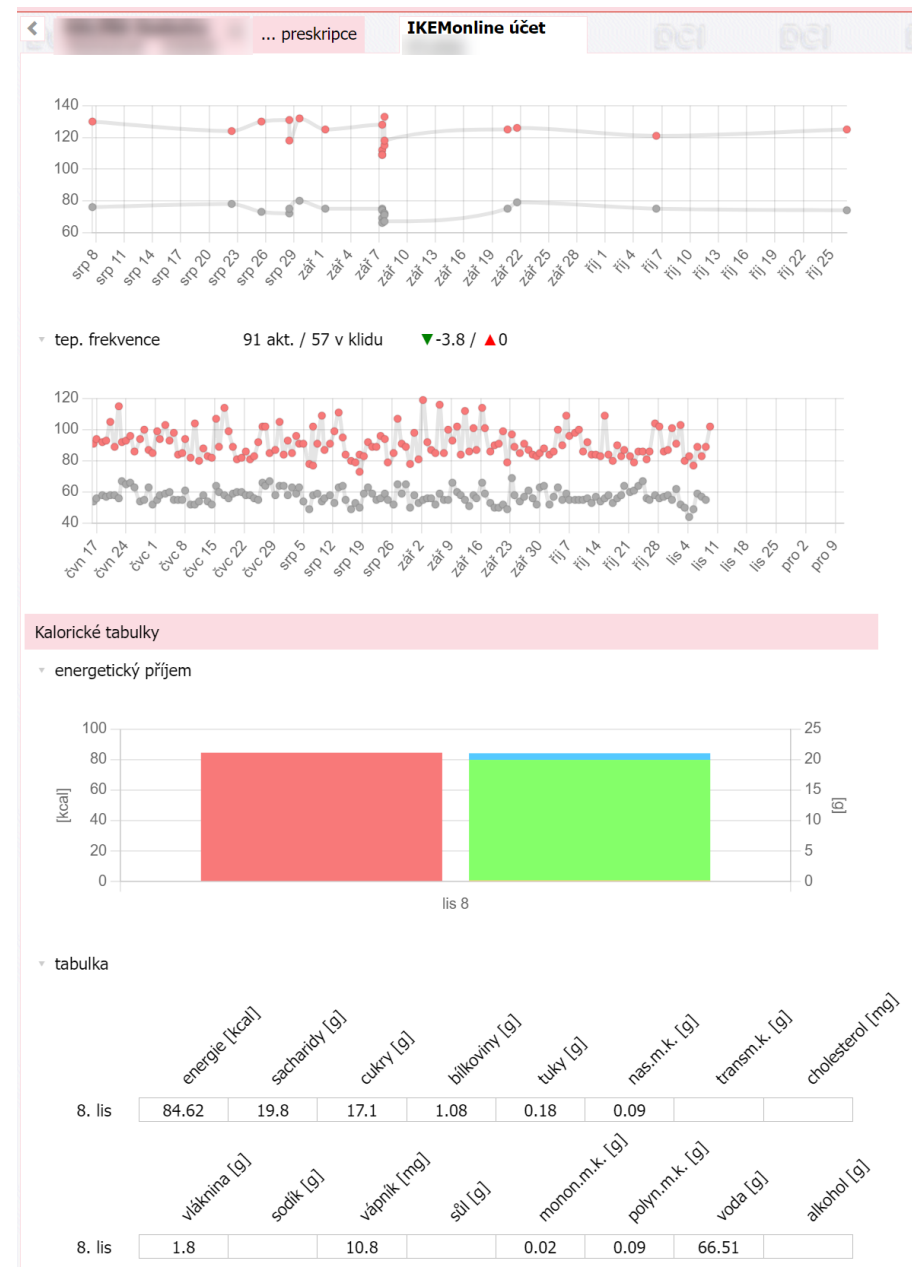 ... preskripce
IKEMonline účet
DCI DCI
140
120
100
80
60
srp 8 srp 11 srp 14 srp 17 srp 20 srp 23 srp 26 srp 29 zář 1 zář 4 zář 7 zář 10 zář 13 zář 16 zář 19 zář 22 zář 25 zář 28 říj 1 říj 4 říj 7 říj 10 říj 13 říj 16 říj 19 říj 22 říj 25
tep. frekvence 91 akt. / 57 v klidu ▼-3.8 / ▲0
120
100
80
60
40
čvn 17 čvn 24 čvc 1 čvc 8 čvc 15 čvc 22 čvc 29 srp 5 srp 12 srp 19 srp 26 zář 2 zář 9 zář 16 zář 23 zář 30 říj 7 říj 14 říj 21 říj 28 lis 4 lis 11 lis 18 lis 25 pro 2 pro 9
Kalorické tabulky
energetický příjem
100 25
80 20
60 15
[kcal] [g]
40 10
20 5
0 0
lis 8
tabulka
energie [kcal] sacharidy [g] cukry [g] bílkoviny [g] tuky [g] nas.m.k. [g] transm.k. [g] cholesterol [mg]
8. lis 84.62 19.8 17.1 1.08 0.18 0.09
vláknina [g] sodík [g] vápník [mg] sůl [g] monon.m.k. [g] polyn.m.k. [g] voda [g] alkohol [g]
8. lis 1.8 10.8 0.02 0.09 66.51